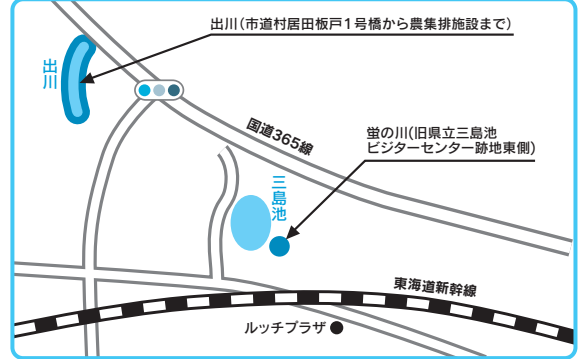 出川(市道村居田板戸1号橋から農集排施設まで)
出川
国道365線
蛍の川(旧県立三島池
ビジターセンター跡地東側)
三島池
東海道新幹線
ルッチプラザ